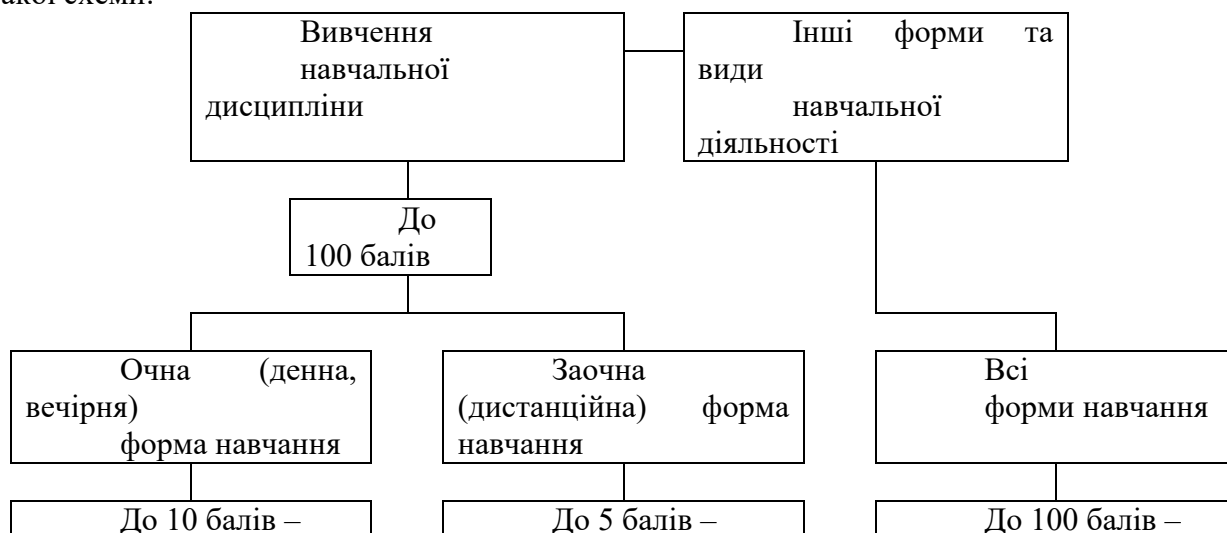 Вивчення
навчальної
дисципліни
Інші форми та
види
навчальної
діяльності
До
100 балів
Очна (денна,
вечірня)
форма навчання
Заочна
(дистанційна) форма
навчання
Всі
форми навчання
До 10 балів –
До 5 балів –
До 100 балів –